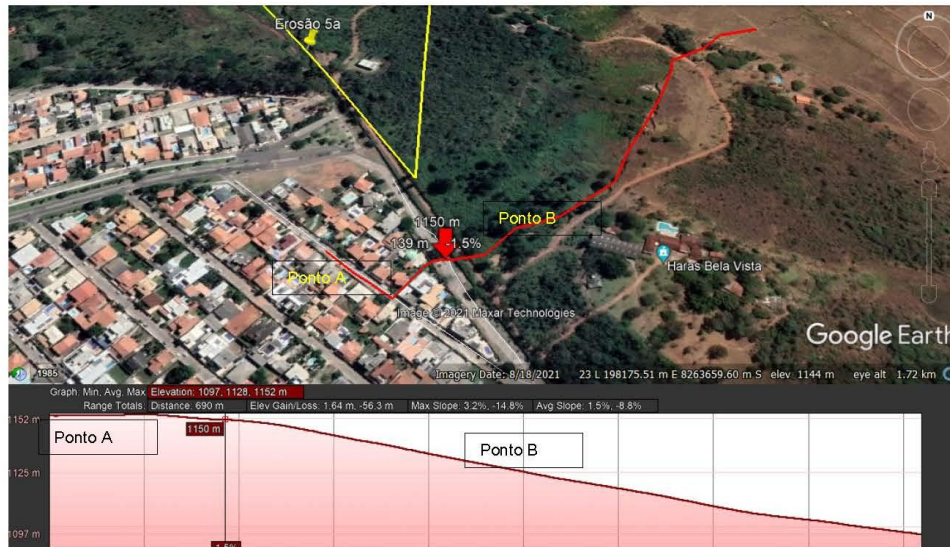 Erosão 5a
N
1150 m
139 m -1.5%
Ponto B
Ponto A
Haras Bela Vista
Image © 2021 Maxar Technologies
Google Earth
1985
Imagery Date: 8/18/2021 23 L 198175.51 m E 8263659.60 m S elev 1144 m eye alt 1.72 km
Graph: Min, Avg, Max Elevation: 1097, 1128, 1152 m
Range Totals: Distance: 690 m Elev Gain/Loss: 1.64 m, -56.3 m Max Slope: 3.2%, -14.8% Avg Slope: 1.5%, -8.8%
1152 m
1150 m
Ponto A
Ponto B
1125 m
1097 m
1.5%